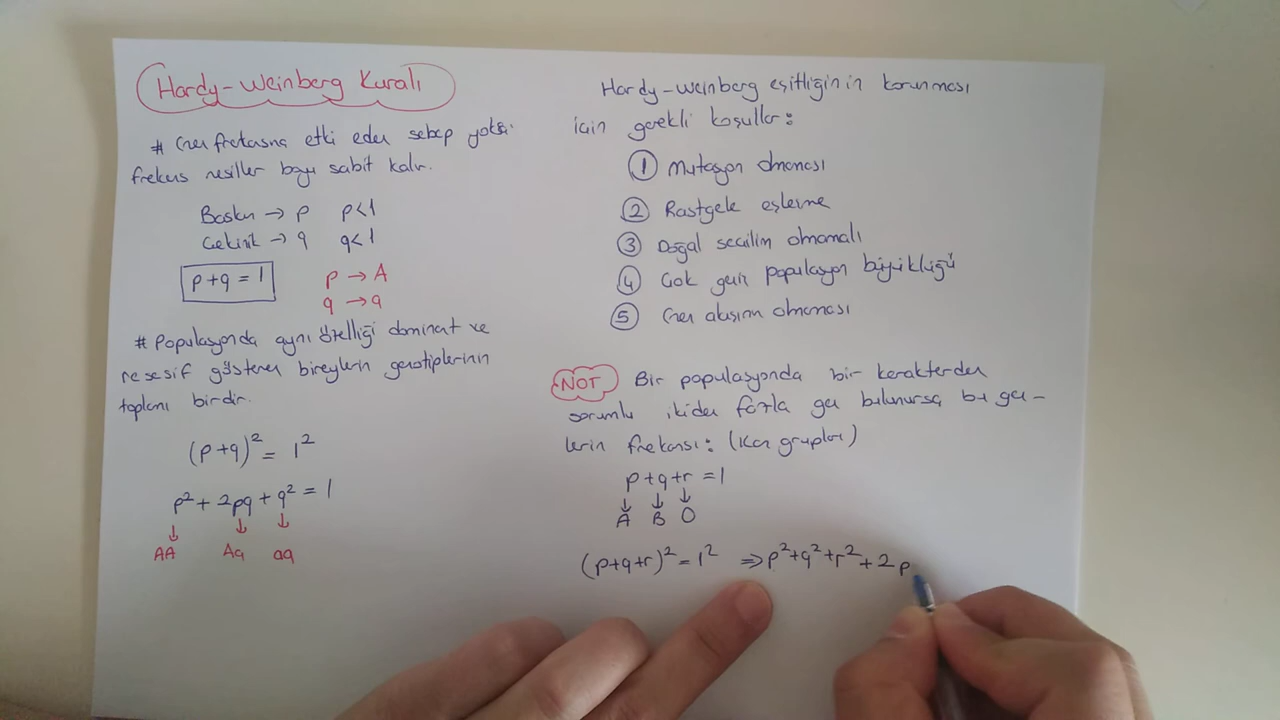 Hardy-Weinberg Kuralı
# Gen frekansına etki eden sebep yoksa
frekans nesiller boyu sabit kalır.
Baskın → p p<1
Çekinik → q q<1
p+q=1
p → A
q → a
# Populasyonda aynı özelliği dominant ve
resesif gösteren bireylerin genotiplerinin
toplamı birdir.
(p+q)² = 1²
p² + 2pq + q² = 1
↓ ↓ ↓
AA Aa aa
Hardy-Weinberg eşitliğinin korunması
için gerekli koşullar:
1 Mutasyon olmaması
2 Rastgele eşleme
3 Doğal seçilim olmamalı
4 Çok geniş populasyon büyüklüğü
5 Gen akışının olmaması
NOT Bir populasyonda bir karakterden
sorumlu ikiden fazla gen bulunursa bu gen-
lerin frekansı: (Kan grupları)
p+q+r=1
↓ ↓ ↓
A B O
(p+q+r)² = 1² ⇒ p²+q²+r²+2p